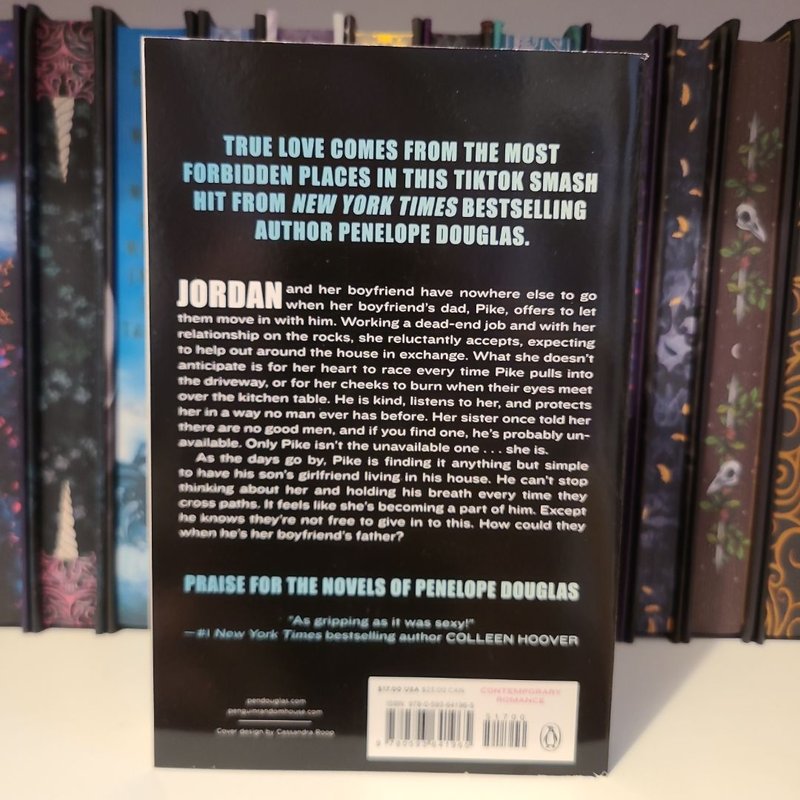 TRUE LOVE COMES FROM THE MOST
FORBIDDEN PLACES IN THIS TIKTOK SMASH
HIT FROM NEW YORK TIMES BESTSELLING
AUTHOR PENELOPE DOUGLAS.
JORDAN and her boyfriend have nowhere else to go
when her boyfriend's dad, Pike, offers to let
them move in with him. Working a dead-end job and with her
relationship on the rocks, she reluctantly accepts, expecting
to help out around the house in exchange. What she doesn't
anticipate is for her heart to race every time Pike pulls into
the driveway, or for her cheeks to burn when their eyes meet
over the kitchen table. He is kind, listens to her, and protects
her in a way no man ever has before. Her sister once told her
there are no good men, and if you find one, he's probably un-
available. Only Pike isn't the unavailable one . . . she is.
As the days go by, Pike is finding it anything but simple
to have his son's girlfriend living in his house. He can't stop
thinking about her and holding his breath every time they
cross paths. It feels like she's becoming a part of him. Except
he knows they're not free to give in to this. How could they
when he's her boyfriend's father?
PRAISE FOR THE NOVELS OF PENELOPE DOUGLAS
"As gripping as it was sexy!"
—#1 New York Times bestselling author COLLEEN HOOVER
pendouglas.com
penguinrandomhouse.com
Cover design by Cassandra Roop
$17.00 USA $23.00 CAN
CONTEMPORARY
ROMANCE
ISBN
51700